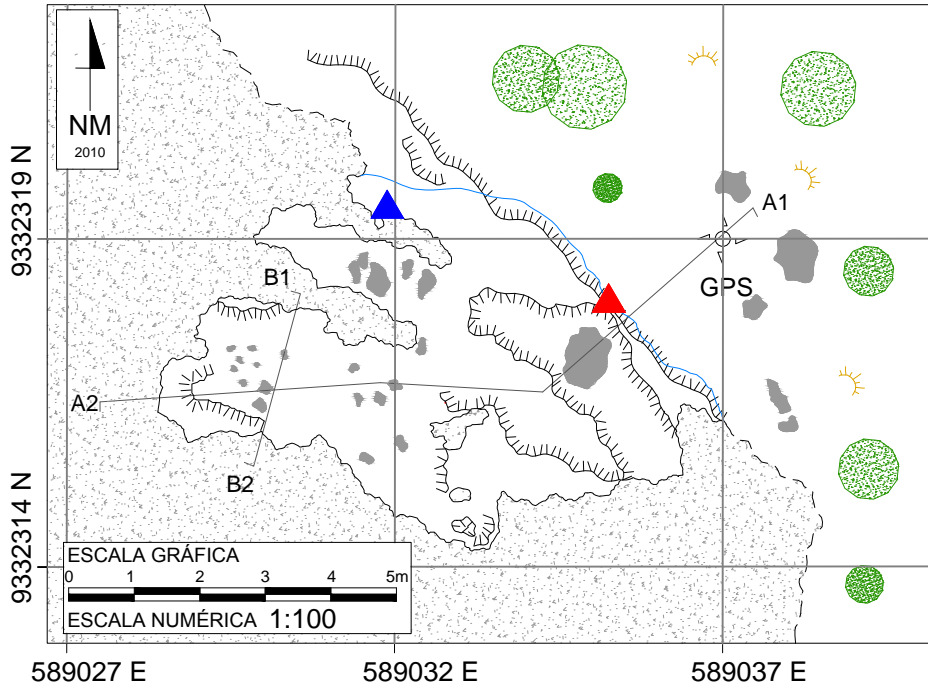 NM
2010
9332319 N
A1
GPS
B1
A2
B2
9332314 N
ESCALA GRÁFICA
0 1 2 3 4 5m
ESCALA NUMÉRICA 1:100
589027 E 589032 E 589037 E